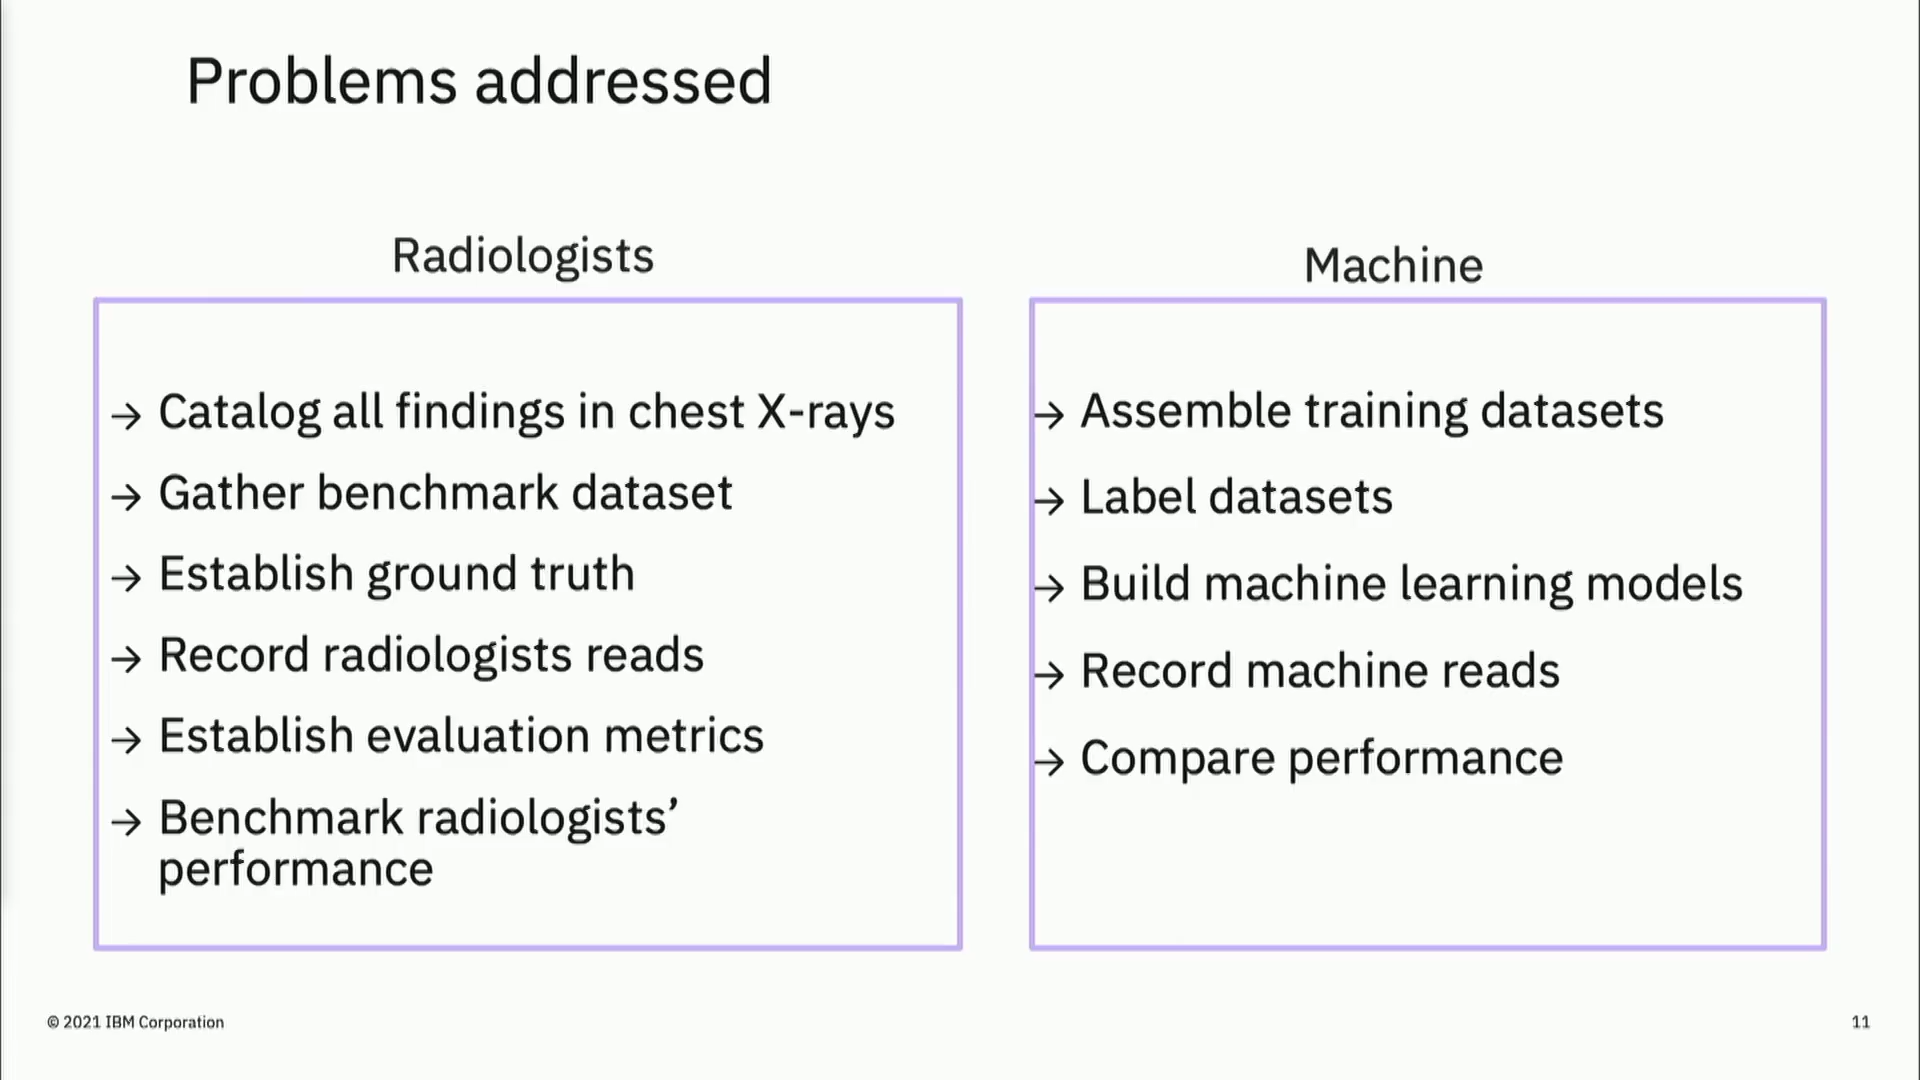 Problems addressed
Radiologists
→ Catalog all findings in chest X-rays
→ Gather benchmark dataset
→ Establish ground truth
→ Record radiologists reads
→ Establish evaluation metrics
→ Benchmark radiologists’
performance
Machine
→ Assemble training datasets
→ Label datasets
→ Build machine learning models
→ Record machine reads
→ Compare performance
© 2021 IBM Corporation
11